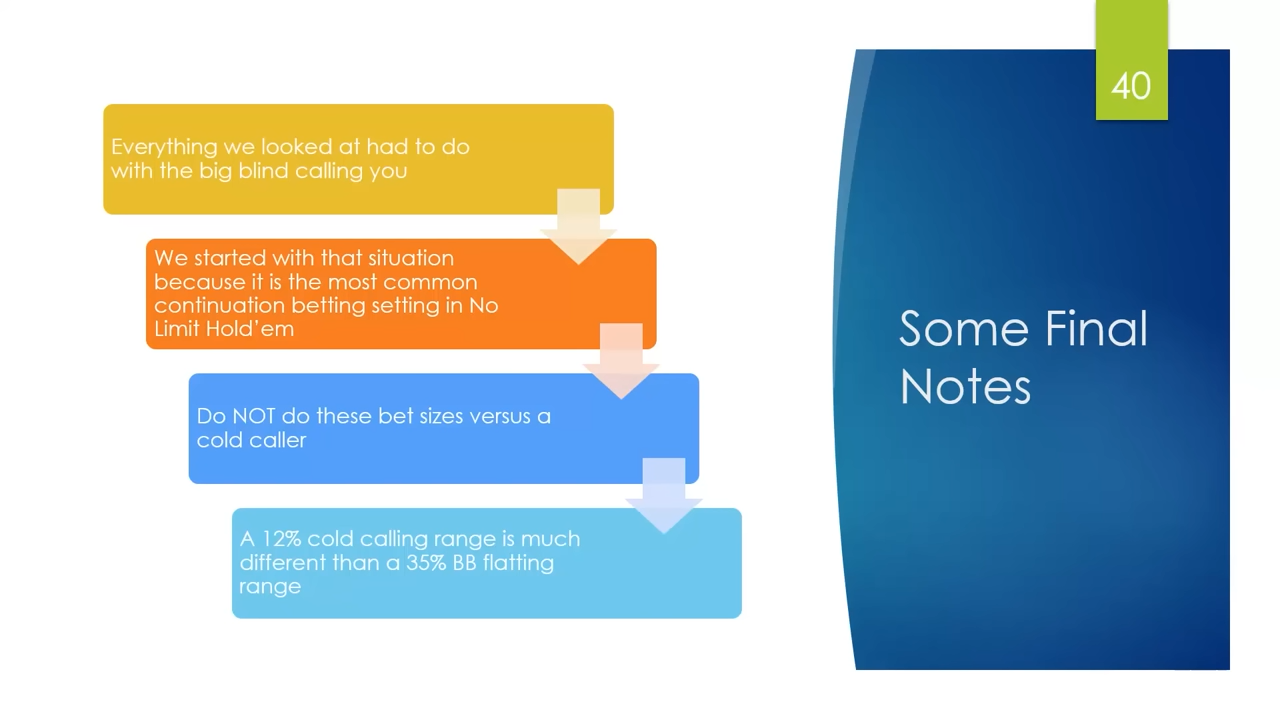 40
Everything we looked at had to do
with the big blind calling you
We started with that situation
because it is the most common
continuation betting setting in No
Limit Hold’em
Do NOT do these bet sizes versus a
cold caller
A 12% cold calling range is much
different than a 35% BB flatting
range
Some Final
Notes